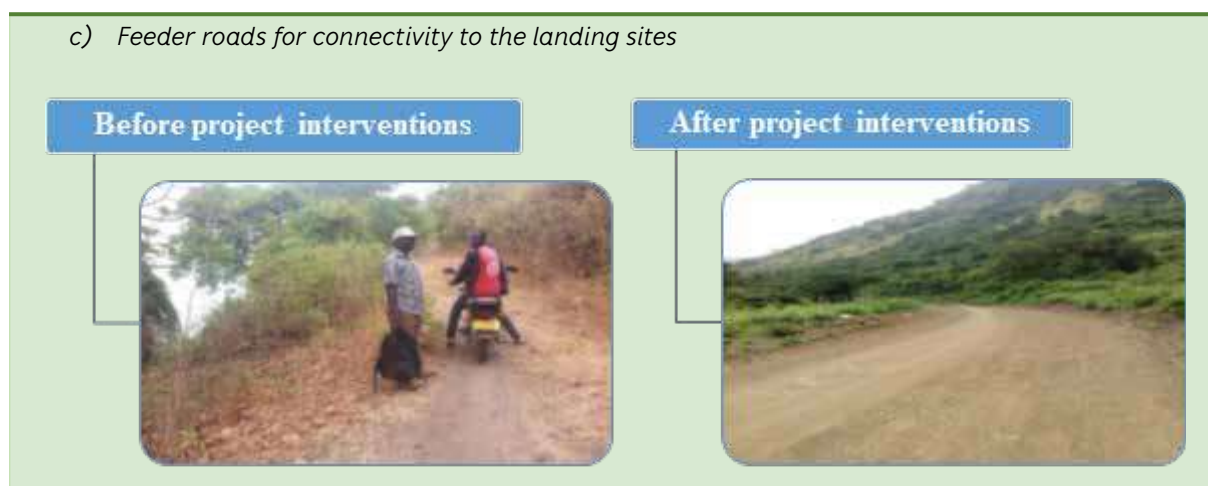 c) Feeder roads for connectivity to the landing sites
Before project interventions
After project interventions